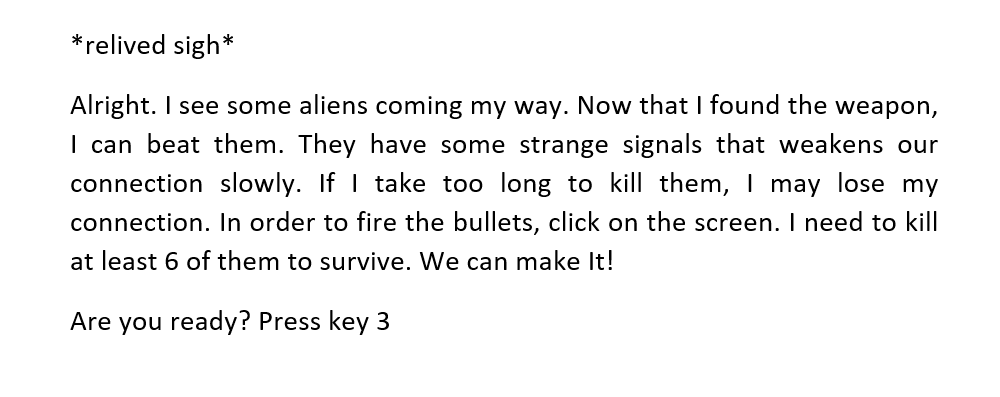 *relived sigh*
Alright. I see some aliens coming my way. Now that I found the weapon,
I can beat them. They have some strange signals that weakens our
connection slowly. If I take too long to kill them, I may lose my
connection. In order to fire the bullets, click on the screen. I need to kill
at least 6 of them to survive. We can make It!
Are you ready? Press key 3